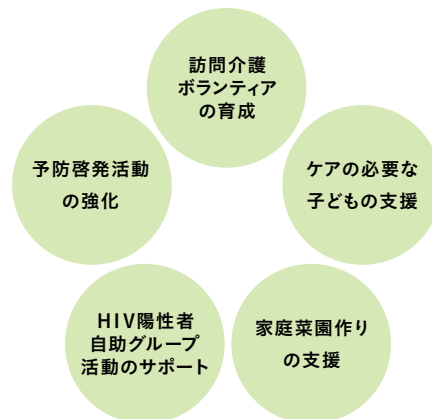 訪問介護
ボランティア
の育成
予防啓発活動
の強化
ケアの必要な
子どもの支援
HIV陽性者
自助グループ
活動のサポート
家庭菜園作り
の支援